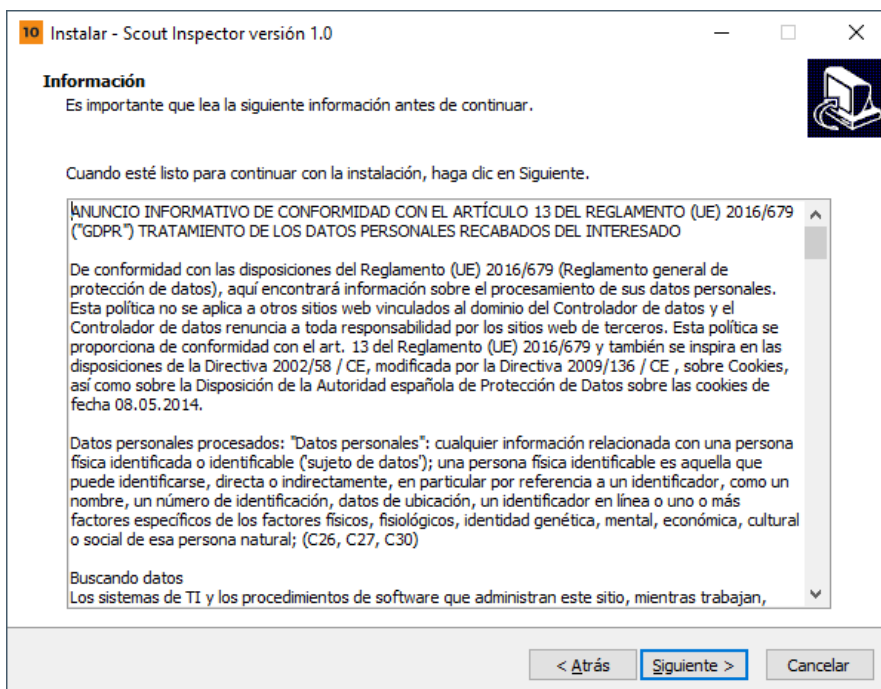 10 Instalar - Scout Inspector versión 1.0
Información
Es importante que lea la siguiente información antes de continuar.
Cuando esté listo para continuar con la instalación, haga clic en Siguiente.
ANUNCIO INFORMATIVO DE CONFORMIDAD CON EL ARTÍCULO 13 DEL REGLAMENTO (UE) 2016/679
("GDPR") TRATAMIENTO DE LOS DATOS PERSONALES RECABADOS DEL INTERESADO
De conformidad con las disposiciones del Reglamento (UE) 2016/679 (Reglamento general de
protección de datos), aquí encontrará información sobre el procesamiento de sus datos personales.
Esta política no se aplica a otros sitios web vinculados al dominio del Controlador de datos y el
Controlador de datos renuncia a toda responsabilidad por los sitios web de terceros. Esta política se
proporciona de conformidad con el art. 13 del Reglamento (UE) 2016/679 y también se inspira en las
disposiciones de la Directiva 2002/58 / CE, modificada por la Directiva 2009/136 / CE , sobre Cookies,
así como sobre la Disposición de la Autoridad española de Protección de Datos sobre las cookies de
fecha 08.05.2014.
Datos personales procesados: "Datos personales": cualquier información relacionada con una persona
física identificada o identificable ('sujeto de datos'); una persona física identificable es aquella que
puede identificarse, directa o indirectamente, en particular por referencia a un identificador, como un
nombre, un número de identificación, datos de ubicación, un identificador en línea o uno o más
factores específicos de los factores físicos, fisiológicos, identidad genética, mental, económica, cultural
o social de esa persona natural; (C26, C27, C30)
Buscando datos
Los sistemas de TI y los procedimientos de software que administran este sitio, mientras trabajan,
< Atrás
Siguiente >
Cancelar